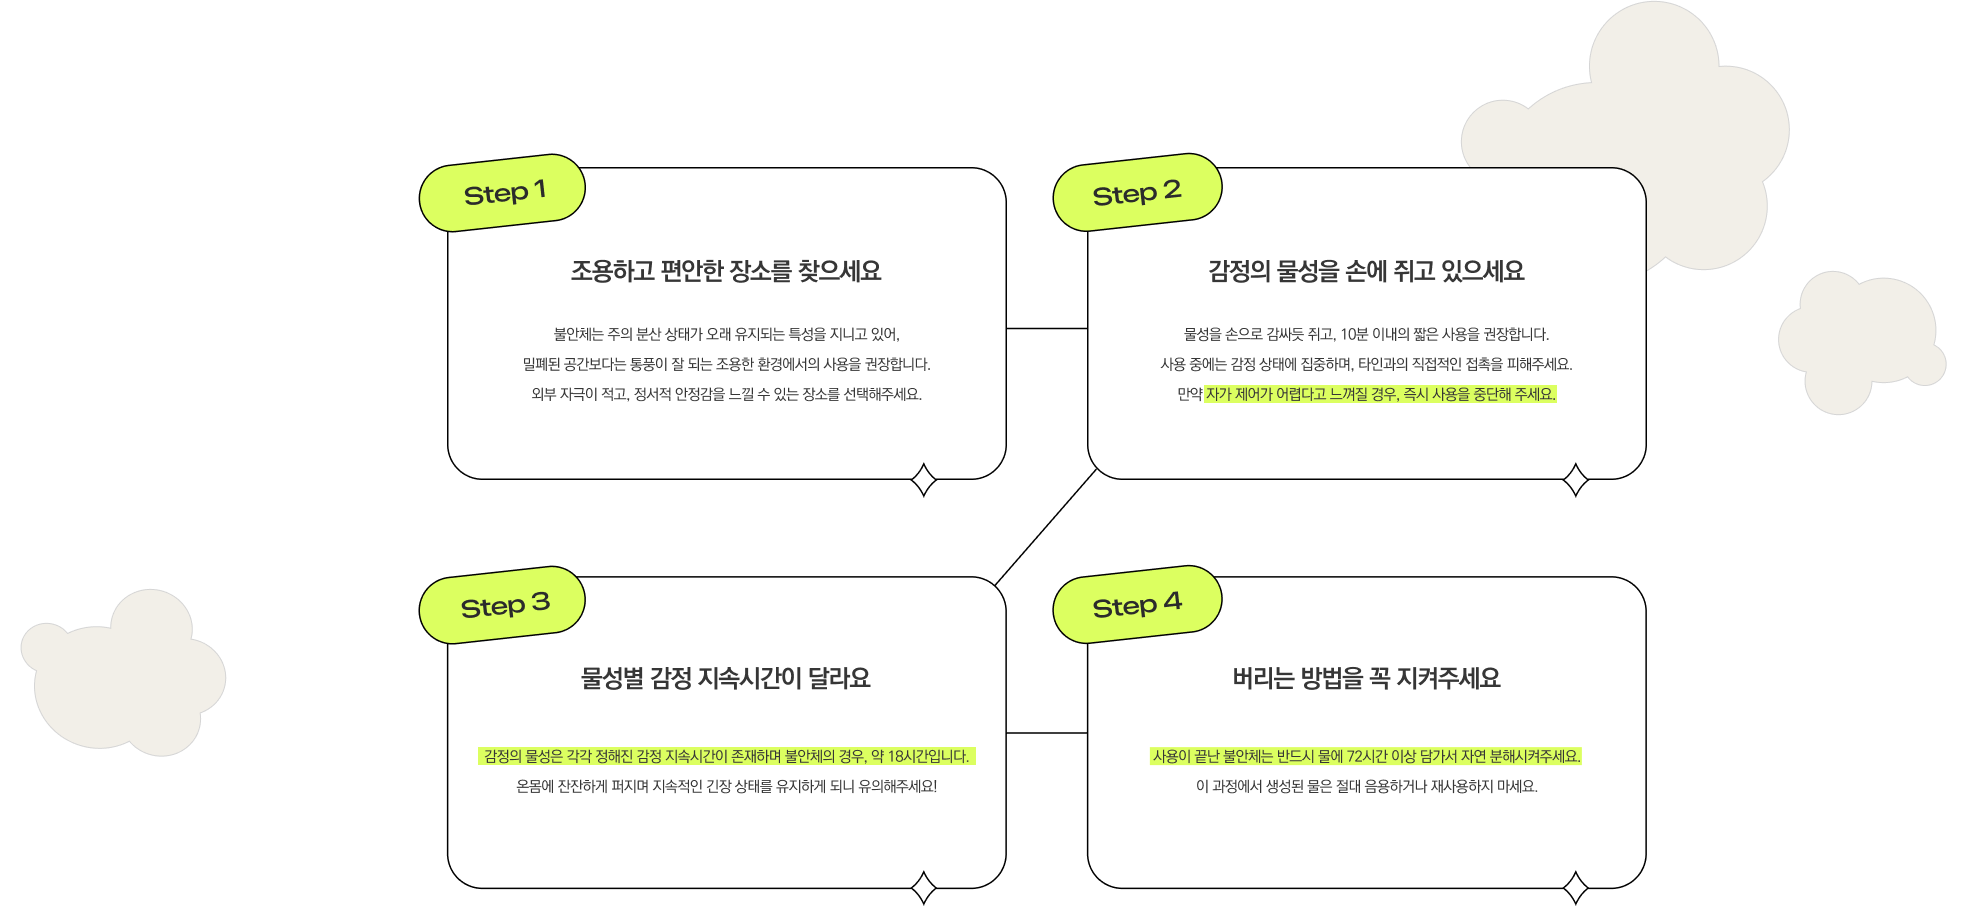 Step 1
조용하고 편안한 장소를 찾으세요
불안체는 주의 분산 상태가 오래 유지되는 특성을 지니고 있어,
밀폐된 공간보다는 통풍이 잘 되는 조용한 환경에서의 사용을 권장합니다.
외부 자극이 적고, 정서적 안정감을 느낄 수 있는 장소를 선택해주세요.
Step 2
감정의 물성을 손에 쥐고 있으세요
물성을 손으로 감싸듯 쥐고, 10분 이내의 짧은 사용을 권장합니다.
사용 중에는 감정 상태에 집중하며, 타인과의 직접적인 접촉을 피해주세요.
만약 자가 제어가 어렵다고 느껴질 경우, 즉시 사용을 중단해 주세요.
Step 3
물성별 감정 지속시간이 달라요
감정의 물성은 각각 정해진 감정 지속시간이 존재하며 불안체의 경우, 약 18시간입니다.
온몸에 잔잔하게 퍼지며 지속적인 긴장 상태를 유지하게 되니 유의해주세요!
Step 4
버리는 방법을 꼭 지켜주세요
사용이 끝난 불안체는 반드시 물에 72시간 이상 담가서 자연 분해시켜주세요.
이 과정에서 생성된 물은 절대 음용하거나 재사용하지 마세요.